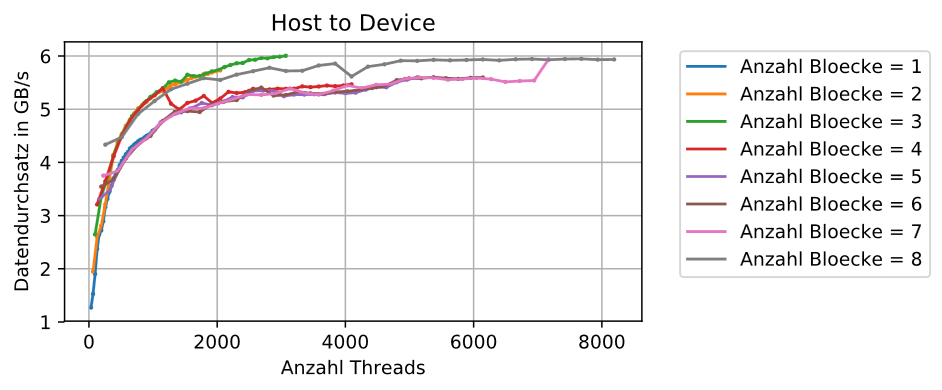 Host to Device
Datendurchsatz in GB/s
6
5
4
3
2
1
0 2000 4000 6000 8000
Anzahl Threads
Anzahl Bloecke = 1
Anzahl Bloecke = 2
Anzahl Bloecke = 3
Anzahl Bloecke = 4
Anzahl Bloecke = 5
Anzahl Bloecke = 6
Anzahl Bloecke = 7
Anzahl Bloecke = 8